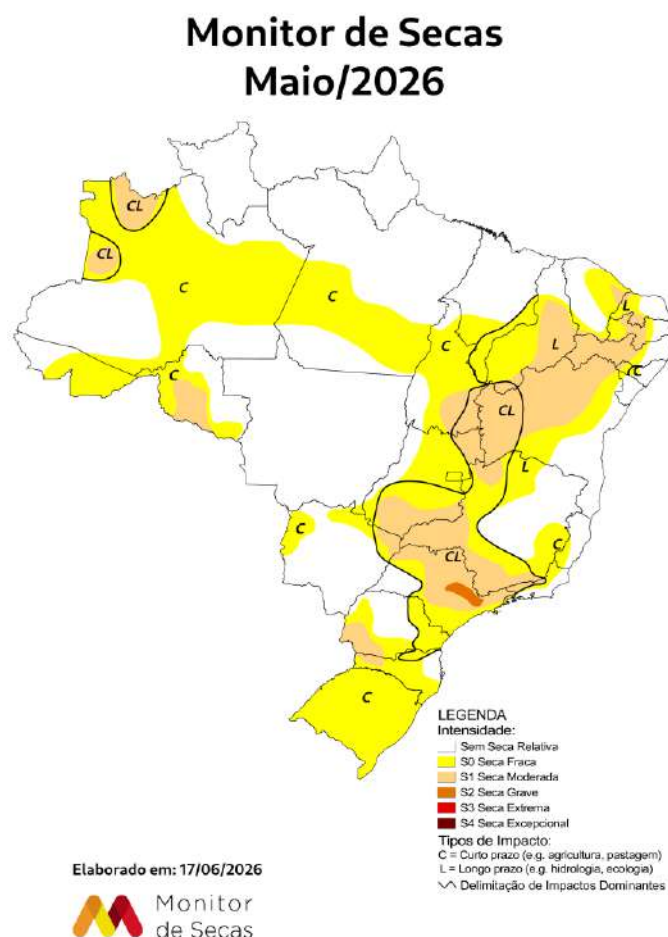 Monitor de Secas
Maio/2026
CL
CL
C
C
C
L
L
C
C
CL
L
C
C
CL
C
LEGENDA
Intensidade:
Sem Seca Relativa
S0 Seca Fraca
S1 Seca Moderada
S2 Seca Grave
S3 Seca Extrema
S4 Seca Excepcional
Tipos de Impacto:
C = Curto prazo (e.g. agricultura, pastagem)
L = Longo prazo (e.g. hidrologia, ecologia)
Delimitação de Impactos Dominantes
Elaborado em: 17/06/2026
Monitor
de Secas